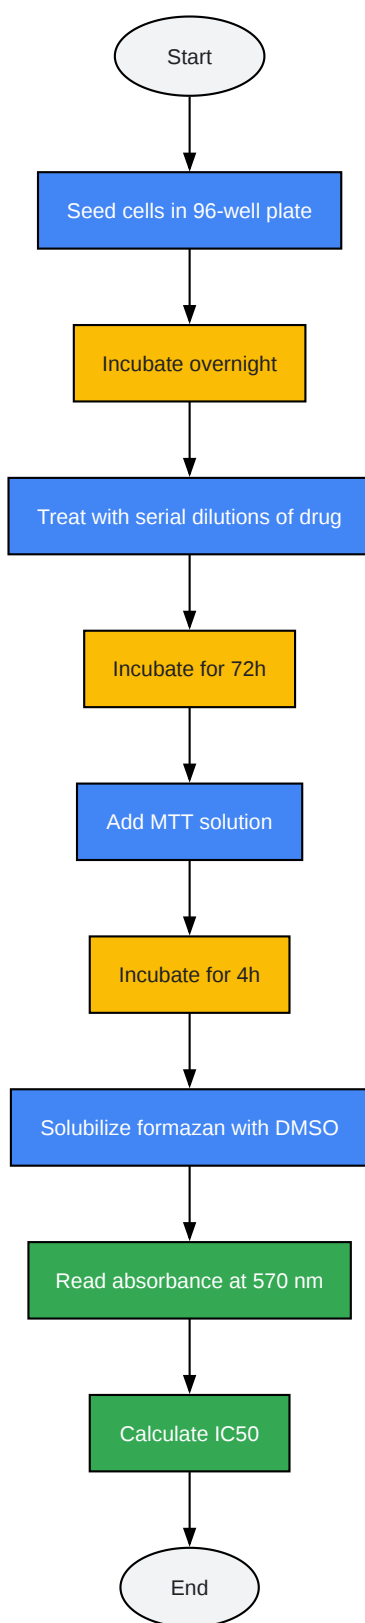 Start
Seed cells in 96-well plate
Incubate overnight
Treat with serial dilutions of drug
Incubate for 72h
Add MTT solution
Incubate for 4h
Solubilize formazan with DMSO
Read absorbance at 570 nm
Calculate IC50
End